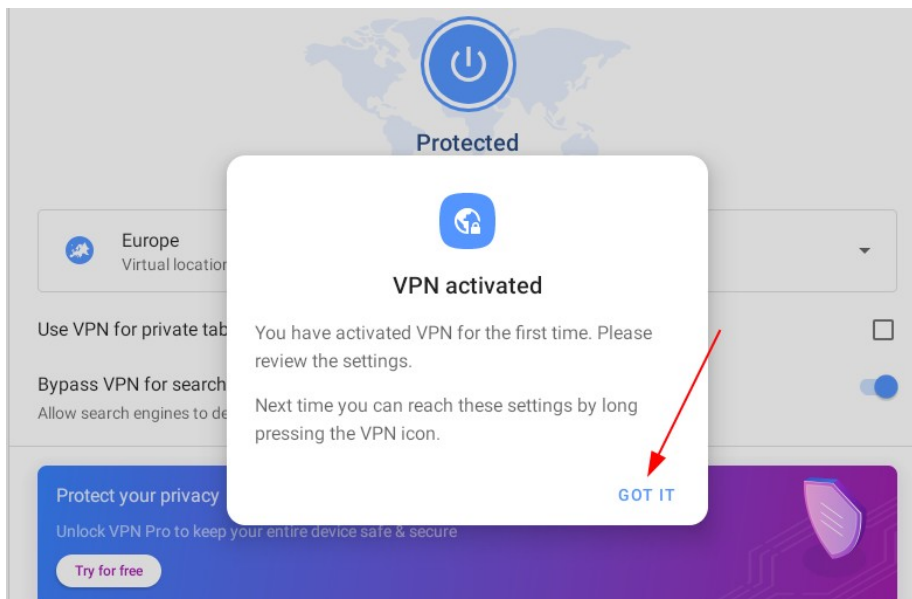 Protected
VPN activated
You have activated VPN for the first time. Please
review the settings.
Next time you can reach these settings by long
pressing the VPN icon.
GOT IT
Europe
Virtual location
Use VPN for private tab
Bypass VPN for search
Allow search engines to de
Protect your privacy
Unlock VPN Pro to keep your entire device safe & secure
Try for free